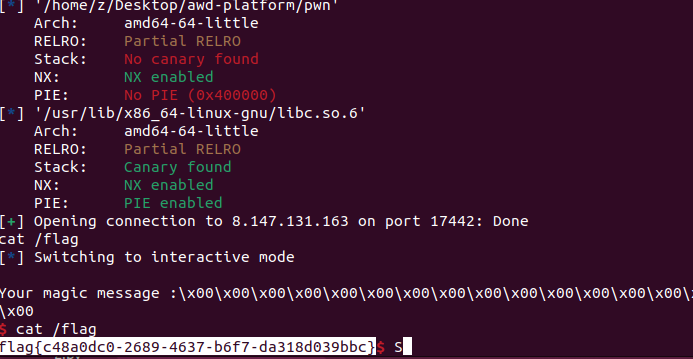 [*] '/home/z/Desktop/awd-platform/pwn'
Arch: amd64-64-little
RELRO: Partial RELRO
Stack: No canary found
NX: NX enabled
PIE: No PIE (0x400000)
[*] '/usr/lib/x86_64-linux-gnu/libc.so.6'
Arch: amd64-64-little
RELRO: Partial RELRO
Stack: Canary found
NX: NX enabled
PIE: PIE enabled
[+] Opening connection to 8.147.131.163 on port 17442: Done
cat /flag
[*] Switching to interactive mode
Your magic message :\x00\x00\x00\x00\x00\x00\x00\x00\x00\x00\x00\x00\x00\
\x00
$ cat /flag
flag{c48a0dc0-2689-4637-b6f7-da318d039bbc}$ S